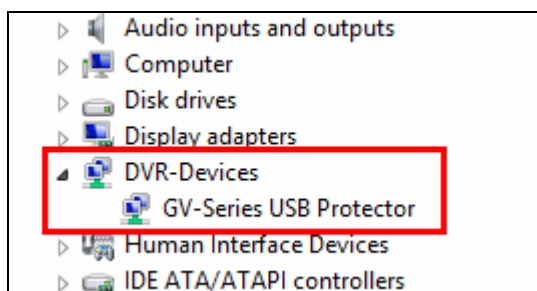 Audio inputs and outputs
Computer
Disk drives
Display adapters
DVR-Devices
GV-Series USB Protector
Human Interface Devices
IDE ATA/ATAPI controllers